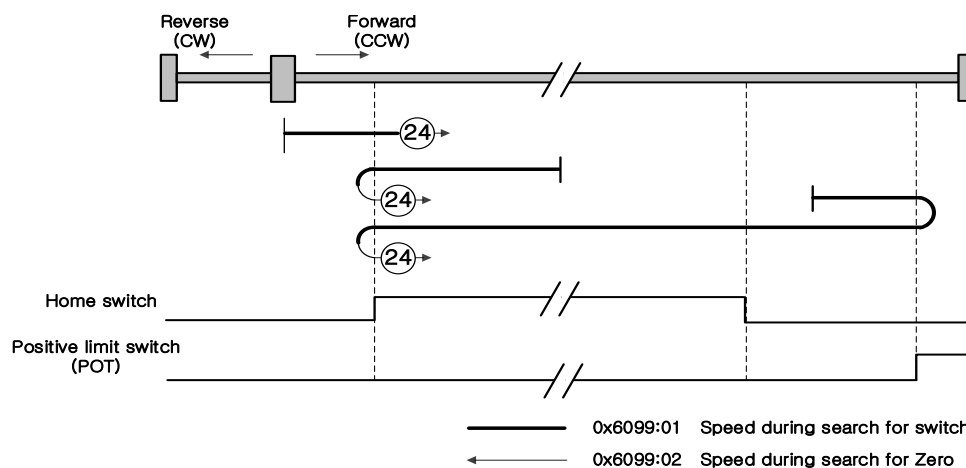 Reverse
(CW)
Forward
(CCW)
24
24
24
Home switch
Positive limit switch
(POT)
0x6099:01 Speed during search for switch
0x6099:02 Speed during search for Zero